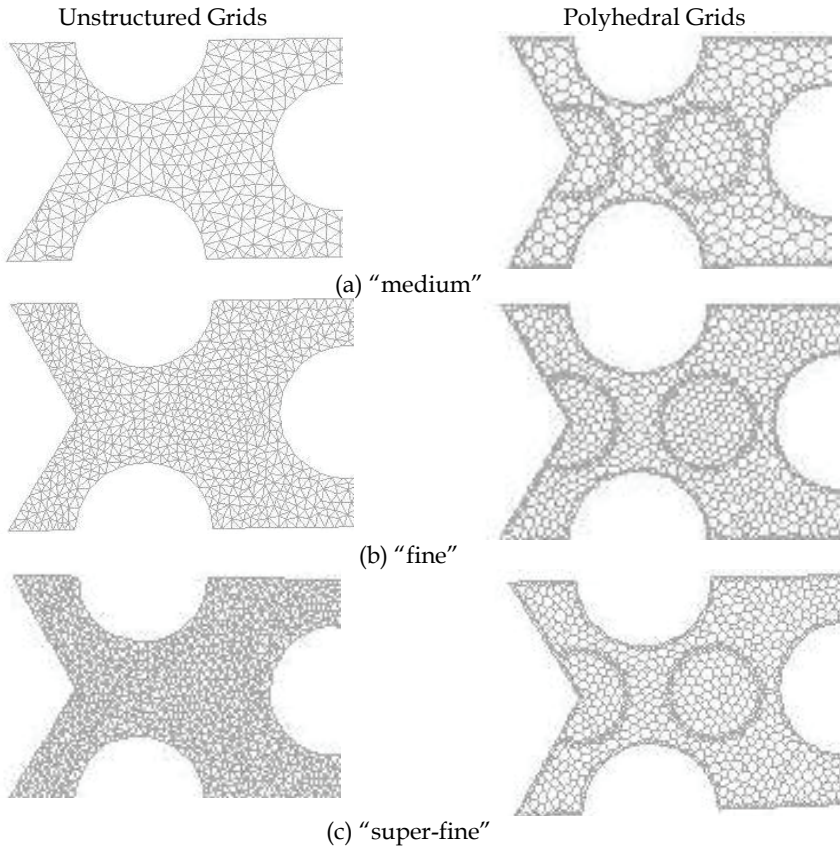 Unstructured Grids
Polyhedral Grids
(a) “medium”
(b) “fine”
(c) “super-fine”